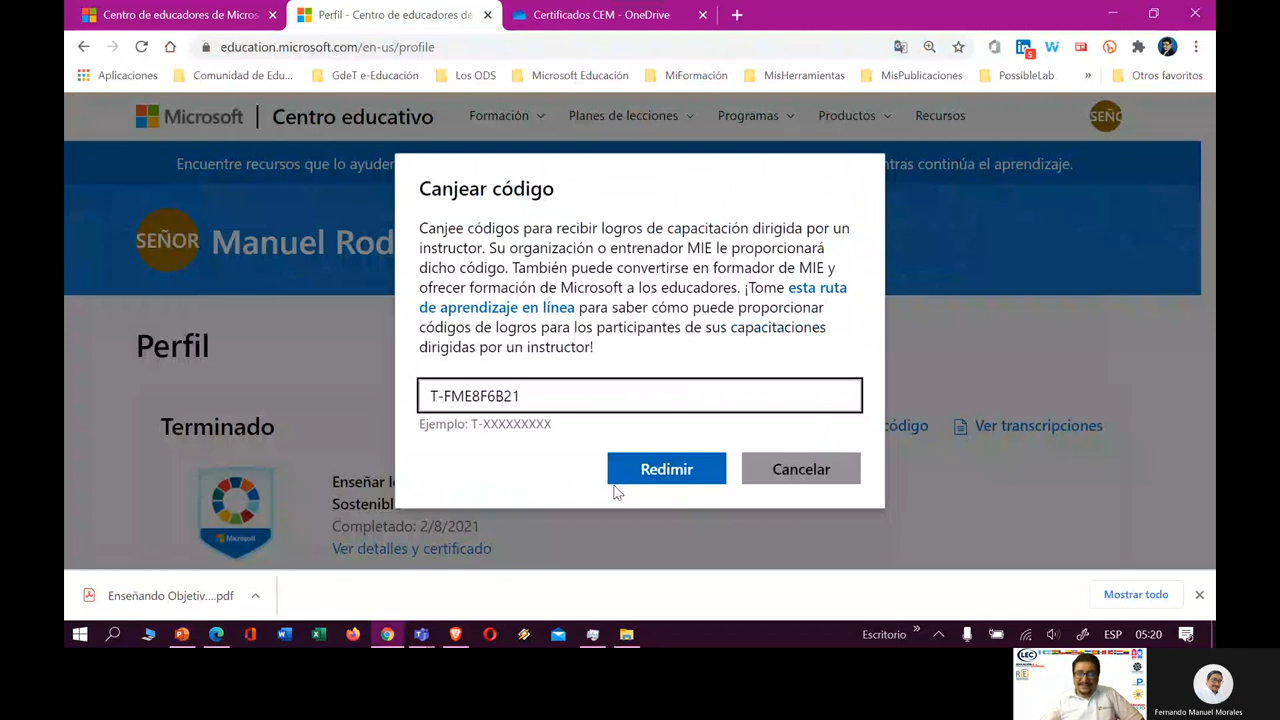 Centro de educadores de Micros
Perfil - Centro de educadores de
Certificados CEM - OneDrive
education.microsoft.com/en-us/profile
5
Aplicaciones
Comunidad de Edu...
GdeT e-Educación
Los ODS
Microsoft Educación
MiFormación
MisHerramientas
MisPublicaciones
PossibleLab
»
Otros favoritos
Microsoft
Centro educativo
Formación
Planes de lecciones
Programas
Productos
Recursos
SEÑO
Encuentre recursos que lo ayuder
ntras continúa el aprendizaje.
SEÑOR
Manuel Rod
Perfil
Terminado
código
Ver transcripciones
Enseñar l
Sostenibl
Completado: 2/8/2021
Ver detalles y certificado
Microsoft
Canjear código
Canjee códigos para recibir logros de capacitación dirigida por un
instructor. Su organización o entrenador MIE le proporcionará
dicho código. También puede convertirse en formador de MIE y
ofrecer formación de Microsoft a los educadores. ¡Tome esta ruta
de aprendizaje en línea para saber cómo puede proporcionar
códigos de logros para los participantes de sus capacitaciones
dirigidas por un instructor!
T-FME8F6B21
Ejemplo: T-XXXXXXXXX
Redimir
Cancelar
Enseñando Objetiv....pdf
Mostrar todo
Escritorio
»
ESP
05:20
LEC
Fernando Manuel Morales